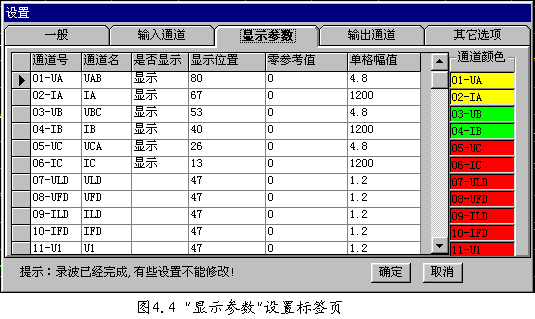 设置
一般 输入通道 显示参数 输出通道 其它选项
通道号 通道名 是否显示 显示位置 零参考值 单格幅值 通道颜色
01-UA UAB 显示 80 0 4.8 01-UA
02-IA IA 显示 67 0 1200 02-IA
03-UB UBC 显示 53 0 4.8 03-UB
04-IB IB 显示 40 0 1200 04-IB
05-UC UCA 显示 26 0 4.8 05-UC
06-IC IC 显示 13 0 1200 06-IC
07-ULD ULD 47 0 1.2 07-ULD
08-UFD UFD 47 0 1.2 08-UFD
09-ILD ILD 47 0 1.2 09-ILD
10-IFD IFD 47 0 1.2 10-IFD
11-U1 U1 47 0 1.2 11-U1
提示：录波已经完成,有些设置不能修改! 确定 取消
图4.4 "显示参数"设置标签页